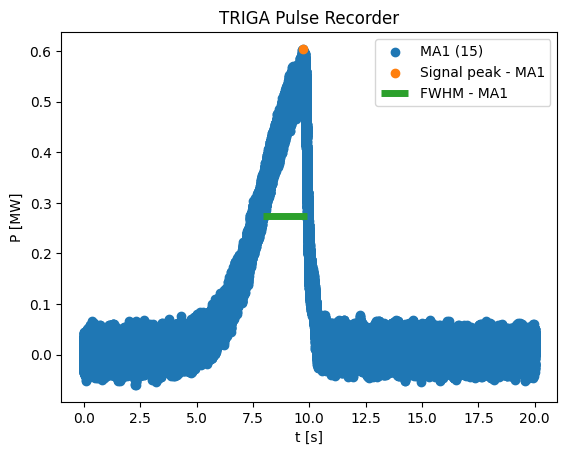 TRIGA Pulse Recorder
MA1 (15)
Signal peak - MA1
FWHM - MA1
P [MW]
0.6
0.5
0.4
0.3
0.2
0.1
0.0
0.0 2.5 5.0 7.5 10.0 12.5 15.0 17.5 20.0
t [s]